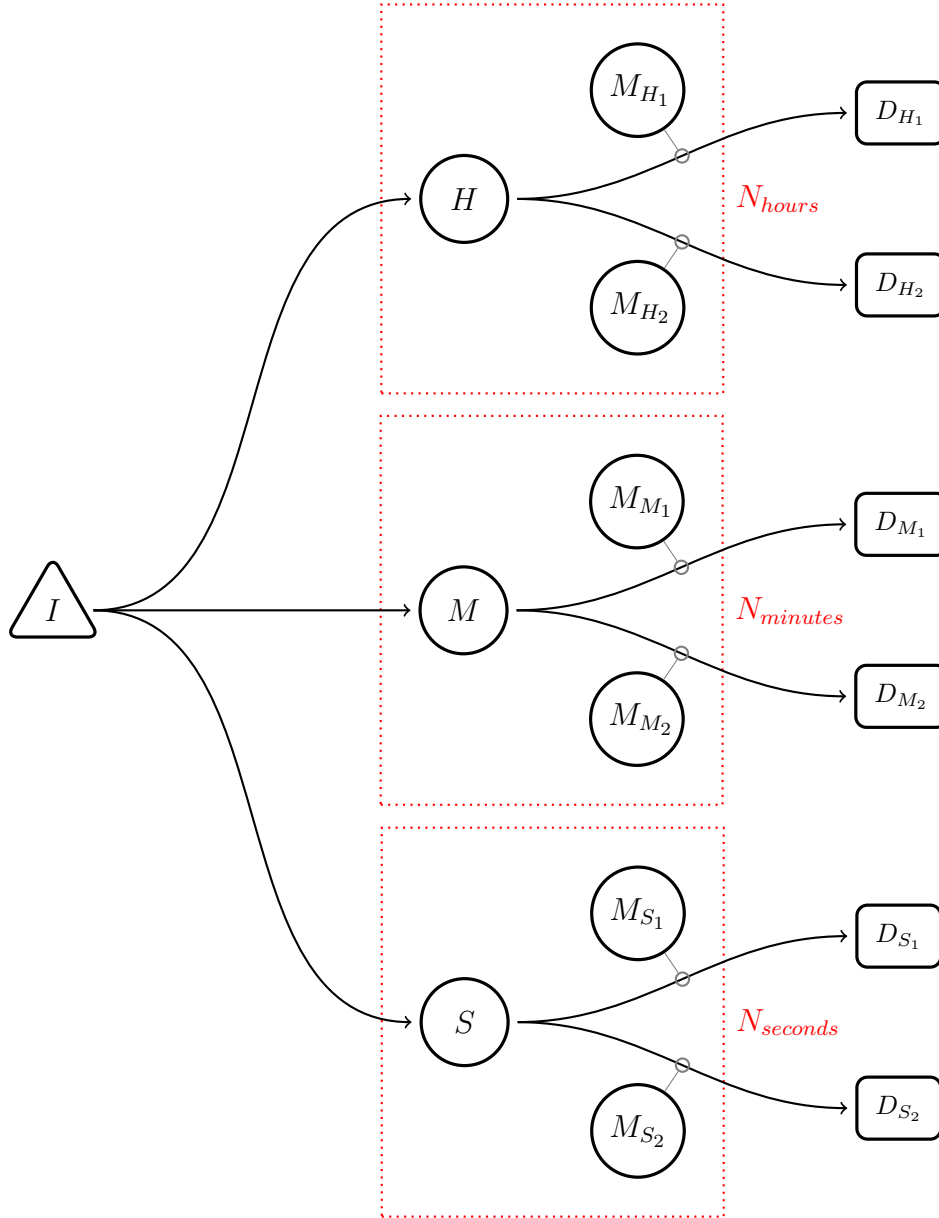 M_{H_1}
D_{H_1}
H
N_{hours}
M_{H_2}
D_{H_2}
M_{M_1}
D_{M_1}
I
M
N_{minutes}
M_{M_2}
D_{M_2}
M_{S_1}
D_{S_1}
S
N_{seconds}
M_{S_2}
D_{S_2}